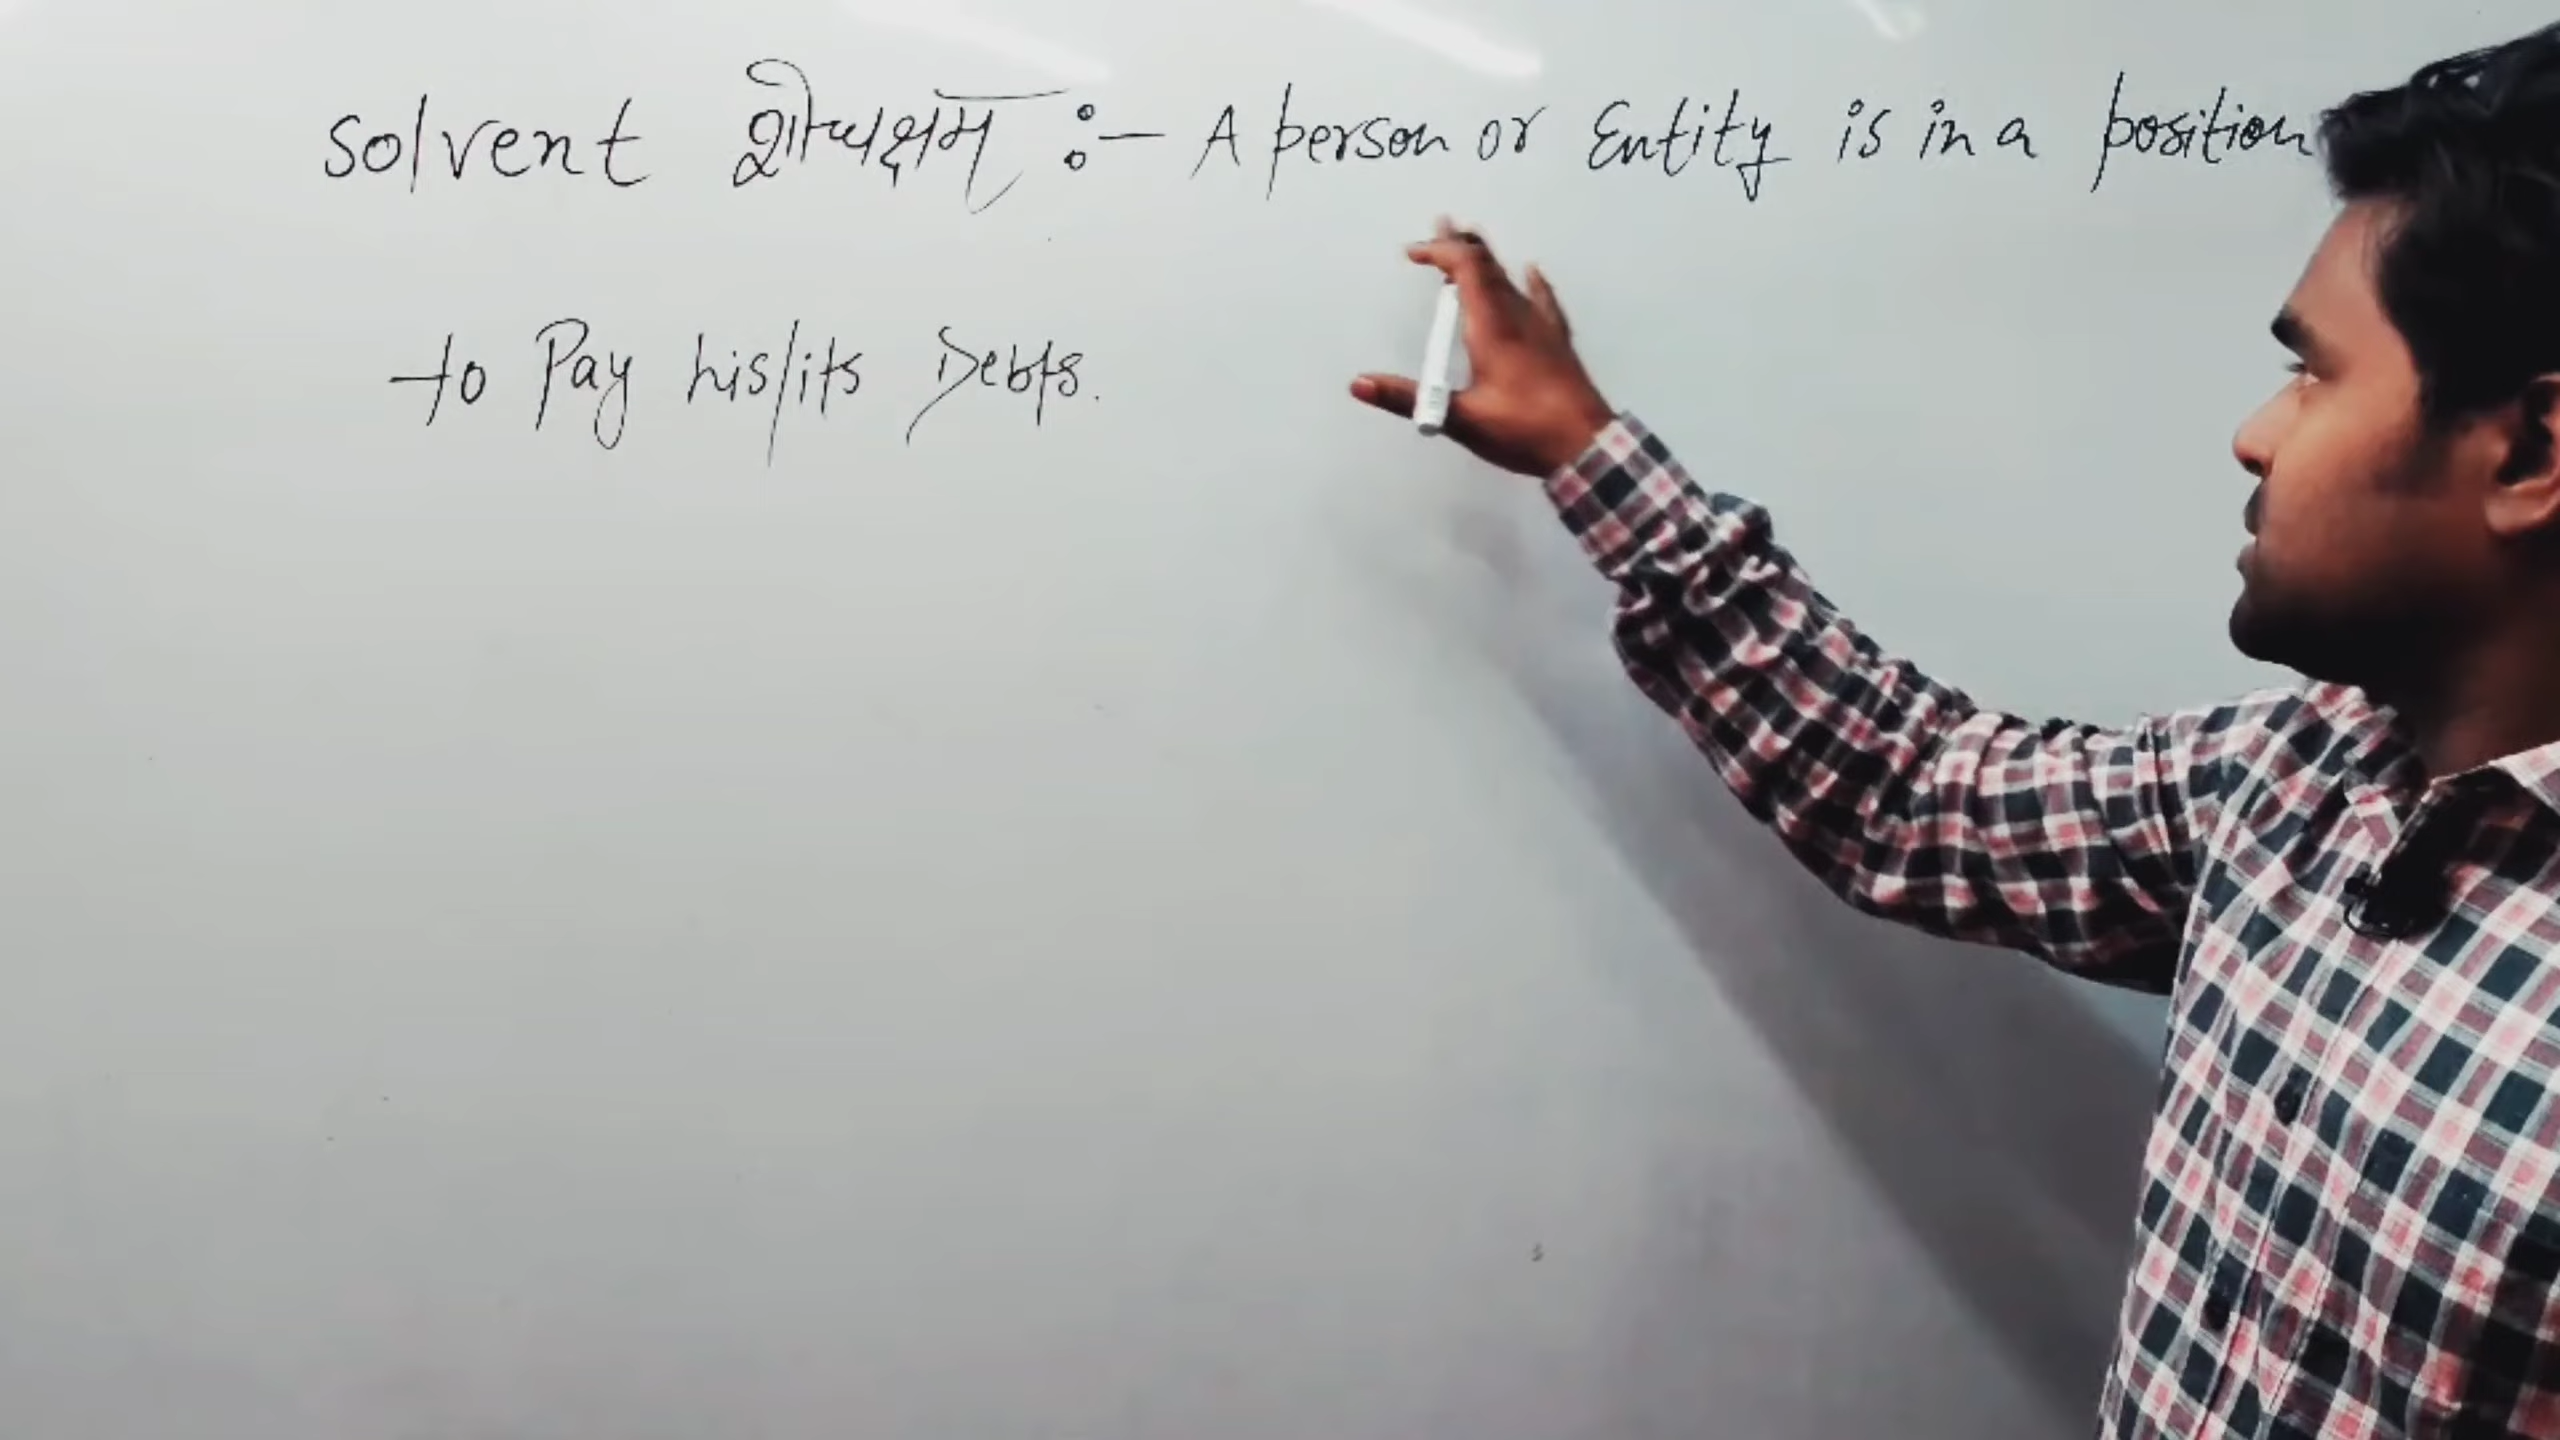 Solvent शोध्यक्षम :- A person or Entity is in a position
to Pay his/its Debts.